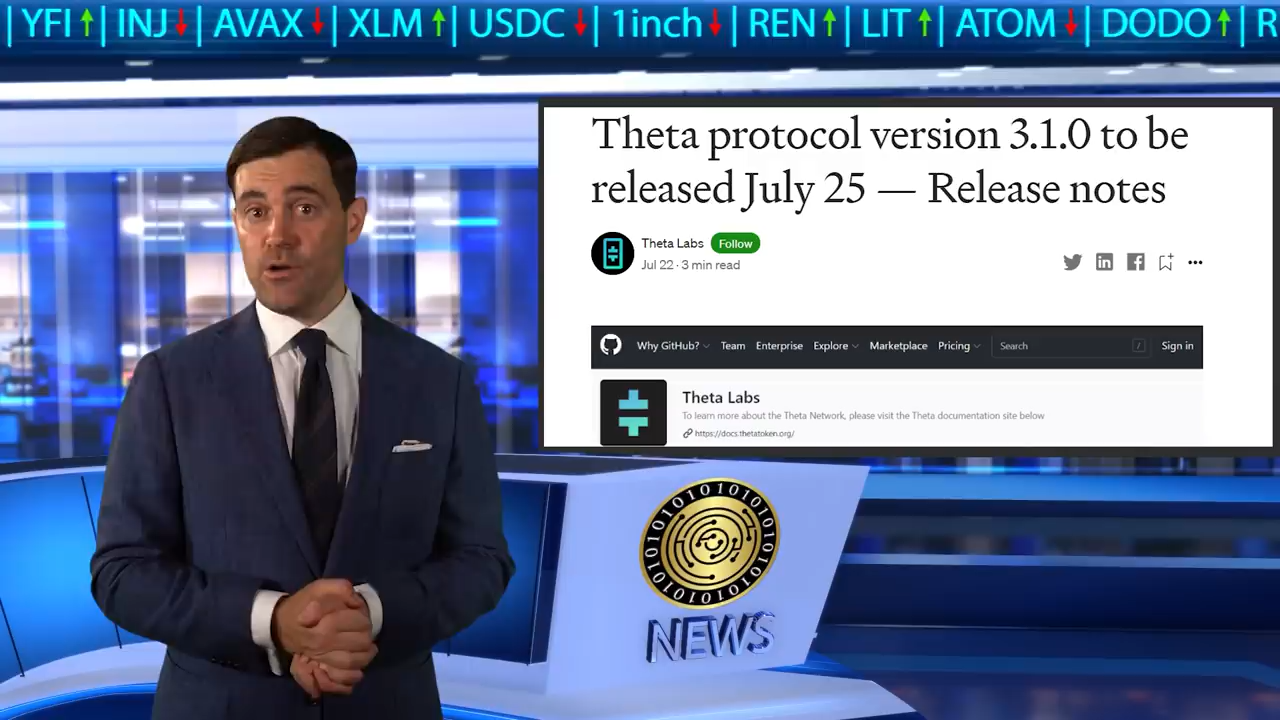 | YFI ↑ | INJ ↓ | AVAX ↓ | XLM ↑ | USDC ↓ | 1inch ↓ | REN ↑ | LIT ↑ | ATOM ↓ | DODO ↑ | R
Theta protocol version 3.1.0 to be
released July 25 — Release notes
Theta Labs Follow
Jul 22 · 3 min read
Why GitHub? Team Enterprise Explore Marketplace Pricing Search / Sign in
Theta Labs
To learn more about the Theta Network, please visit the Theta documentation site below
https://docs.thetatoken.org/
101010101010101010101010
NEWS